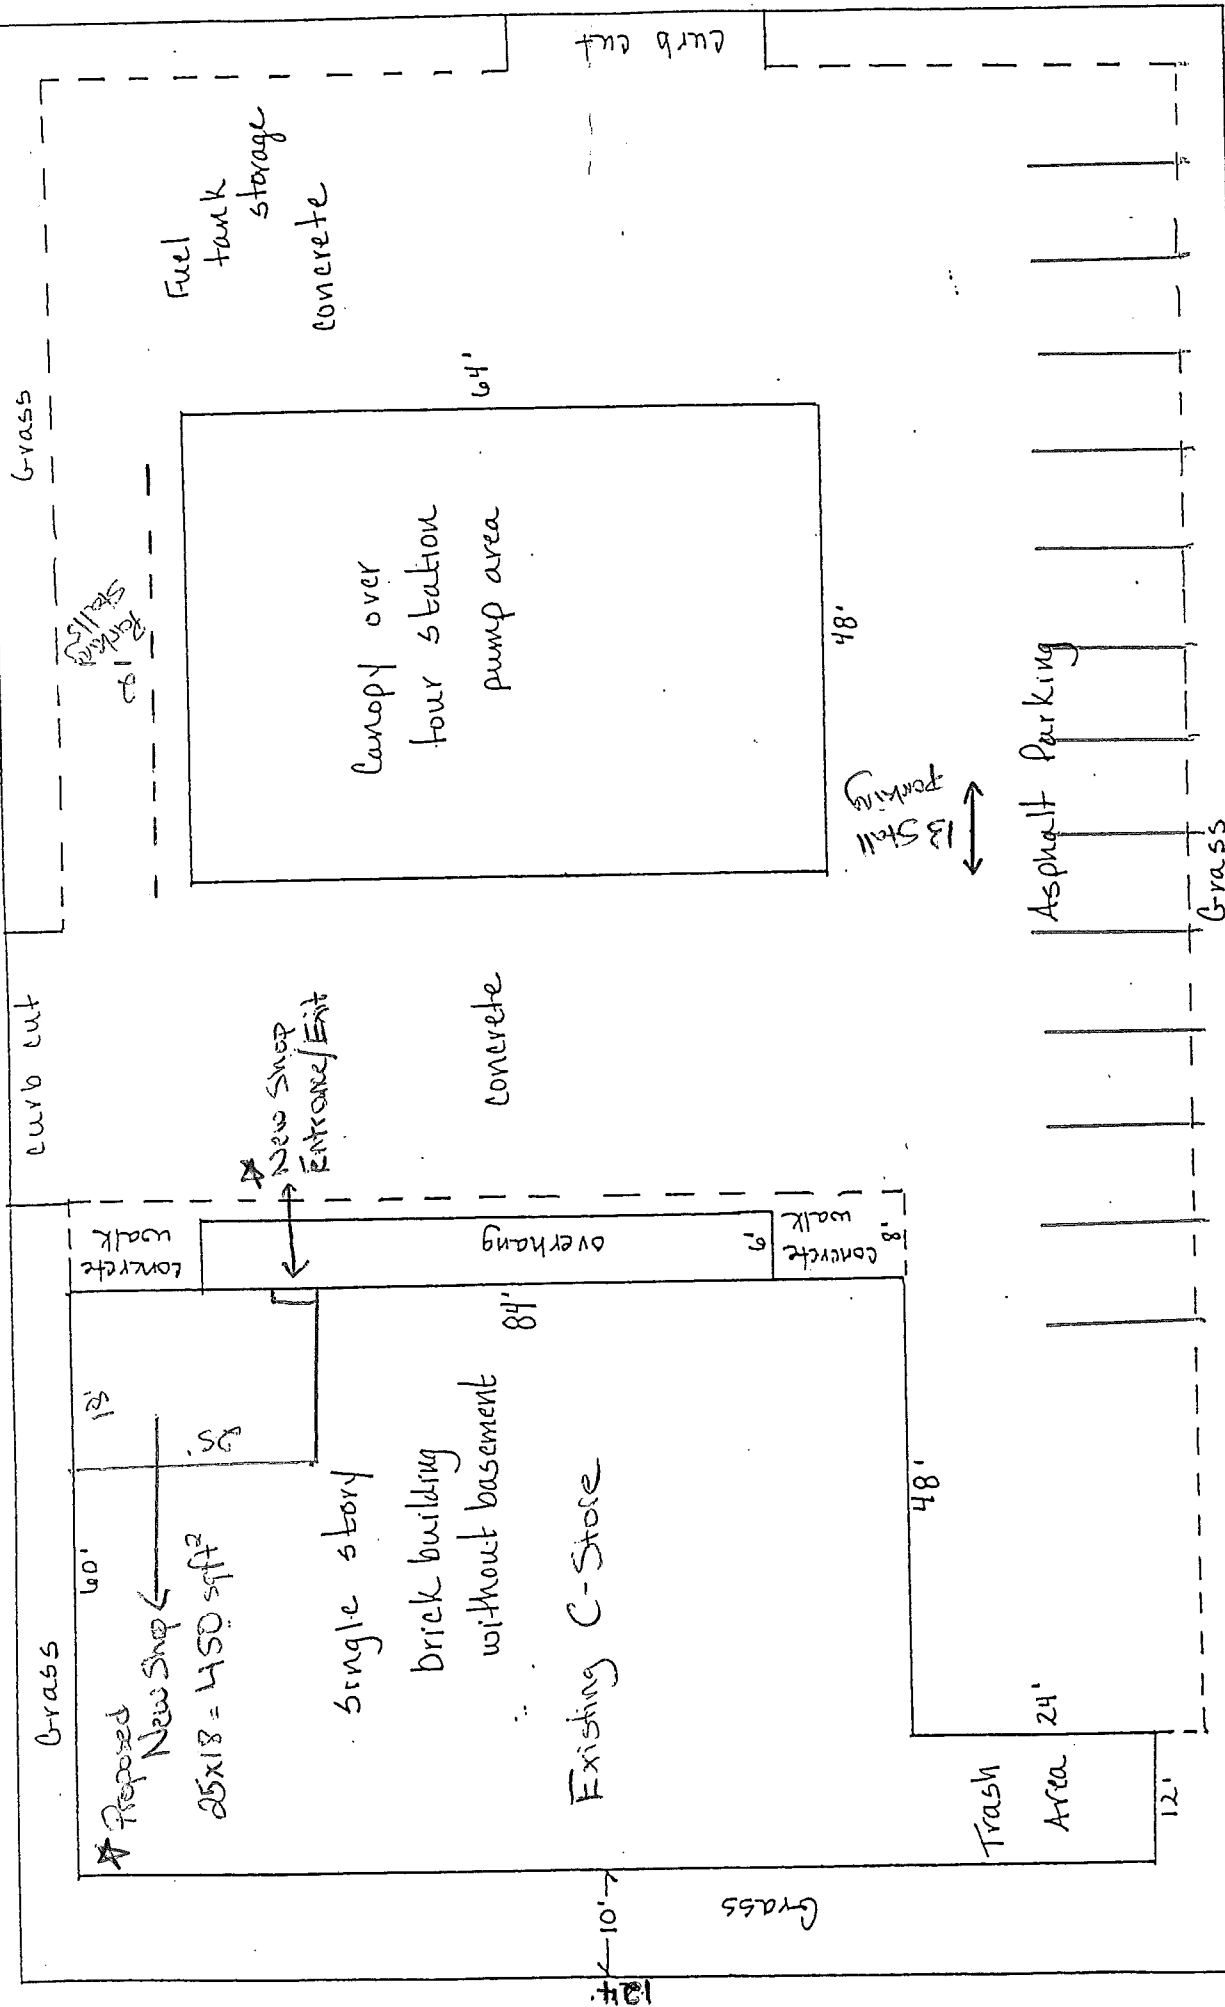 Grass
curb cut
Grass
curb cut
Fuel
tank
storage
concrete
Parking
stalls
Canopy over
four station
pump area
64'
48'
13 Stall
parking
Asphalt Parking
Grass
★ New Shop
Entrance/Exit
concrete
concrete
walk
overhang
6'
concrete
walk
8'
84'
60'
25'
★ Proposed
New Shop
25x18 = 450 sqft²
Single story
brick building
without basement
Existing C-Store
48'
24'
Trash
Area
12'
Grass
10'
124'